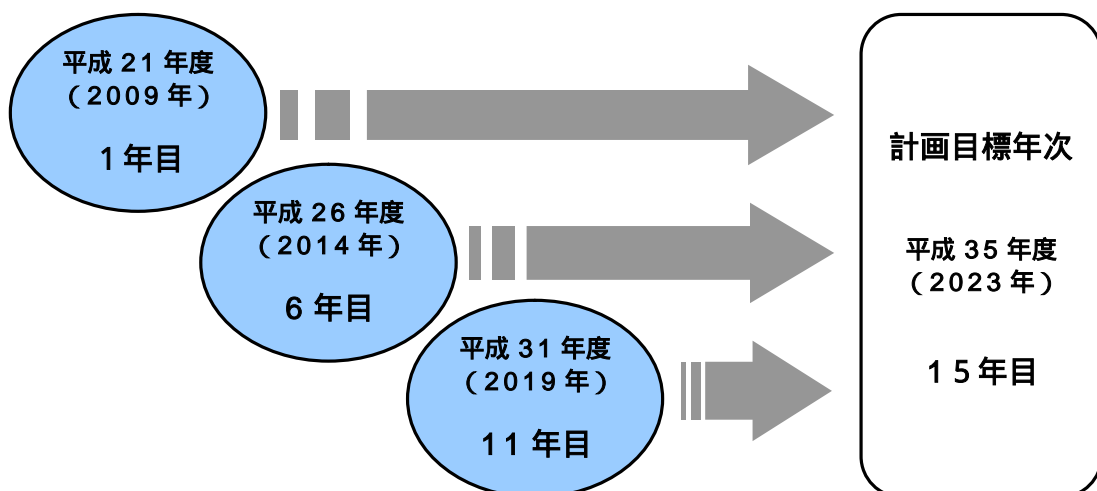 平成 21 年度
（2009 年）
1 年目
平成 26 年度
（2014 年）
6 年目
平成 31 年度
（2019 年）
11 年目
計画目標年次
平成 35 年度
（2023 年）
１５年目